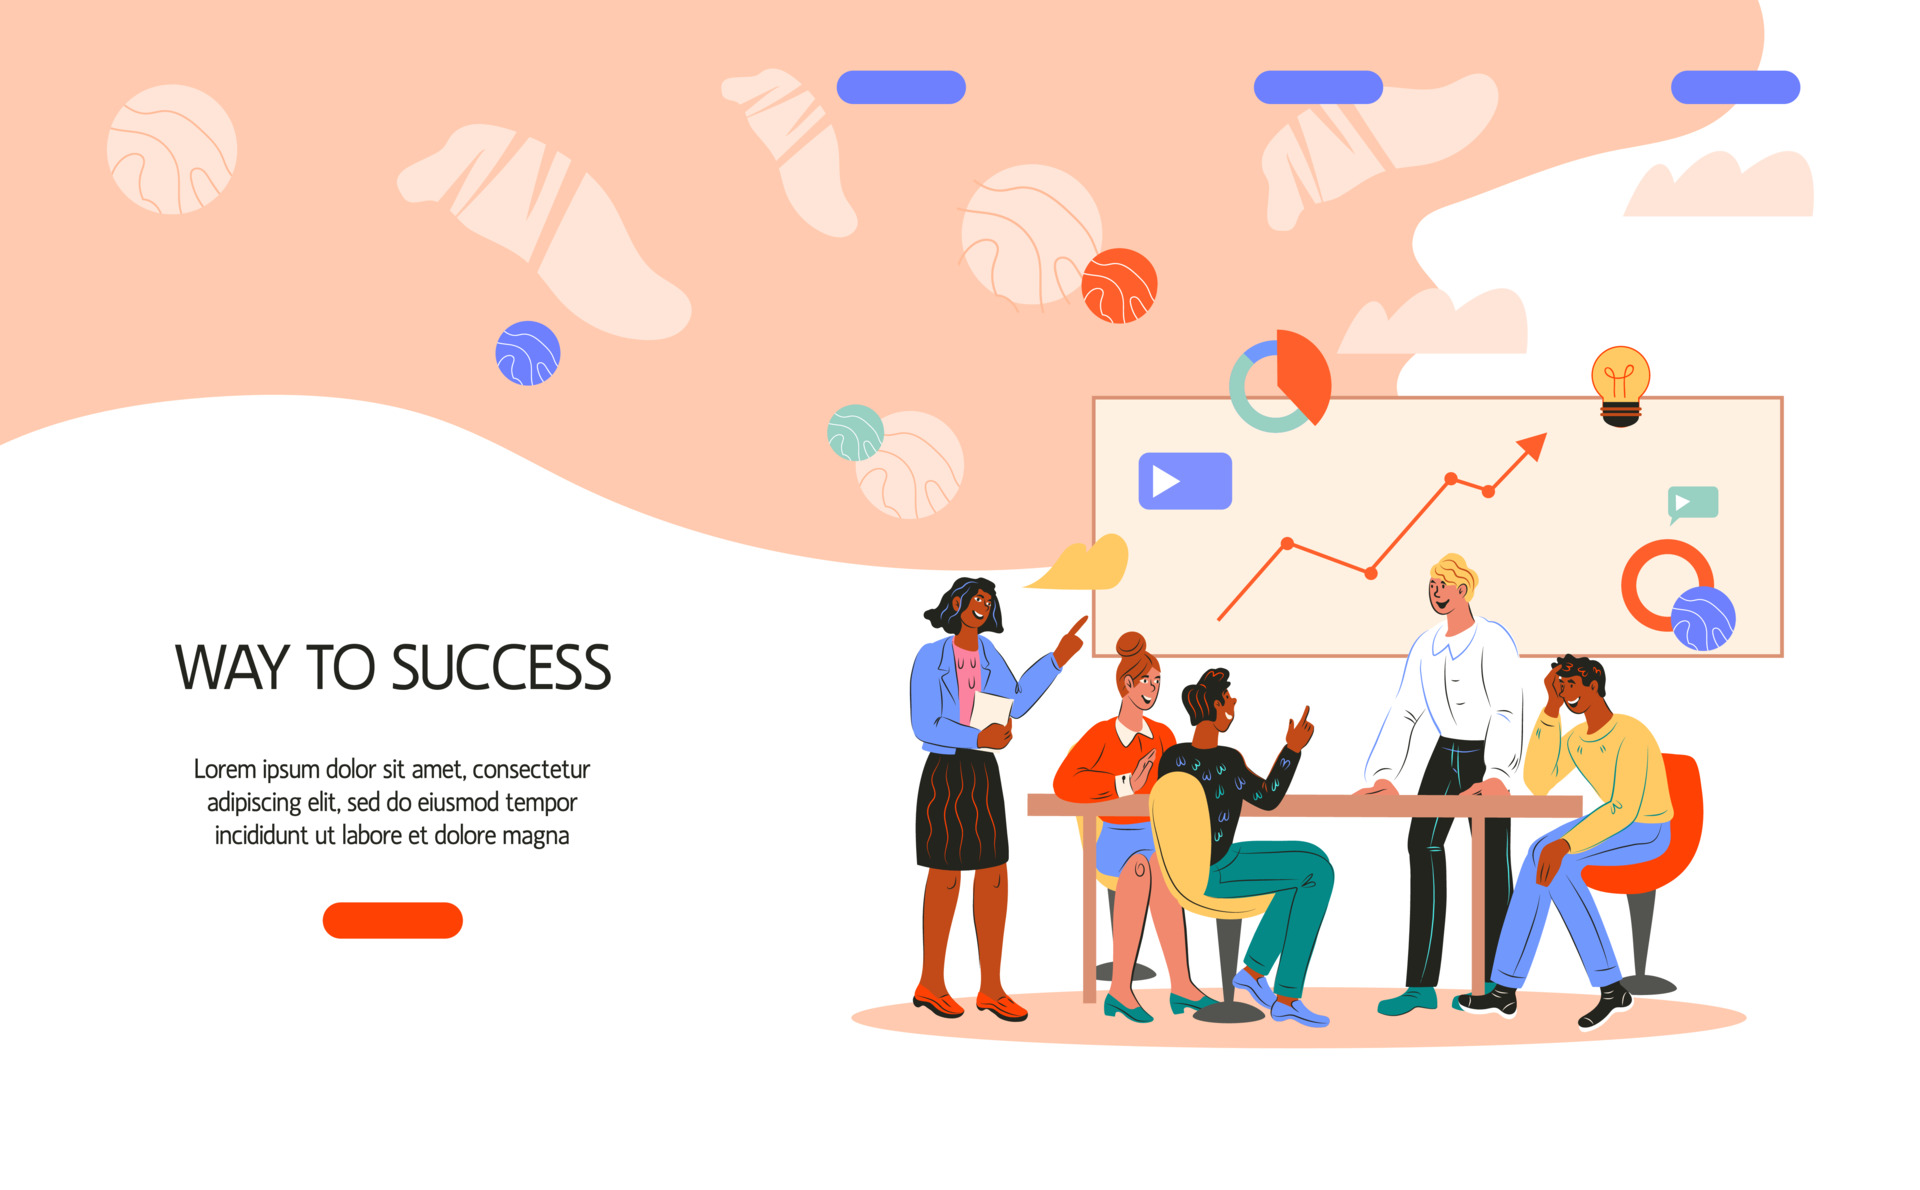 WAY TO SUCCESS
Lorem ipsum dolor sit amet, consectetur
adipiscing elit, sed do eiusmod tempor
incididunt ut labore et dolore magna